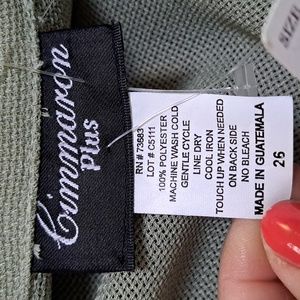 Cimmaron
Plus
RN # 73683
LOT # C5111
100% POLYESTER
MACHINE WASH COLD
GENTLE CYCLE
LINE DRY
COOL IRON
TOUCH UP WHEN NEEDED
ON BACK SIDE
NO BLEACH
MADE IN GUATEMALA
26